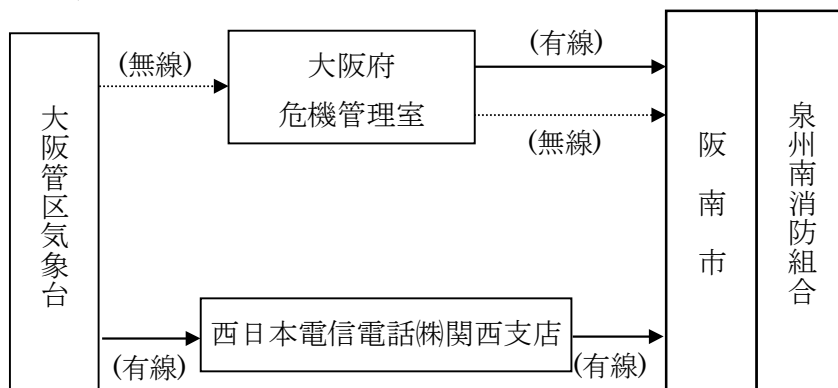 大阪管区気象台
(無線)
大阪府
危機管理室
(有線)
(無線)
(有線)
西日本電信電話㈱関西支店
(有線)
阪南市
泉州南消防組合